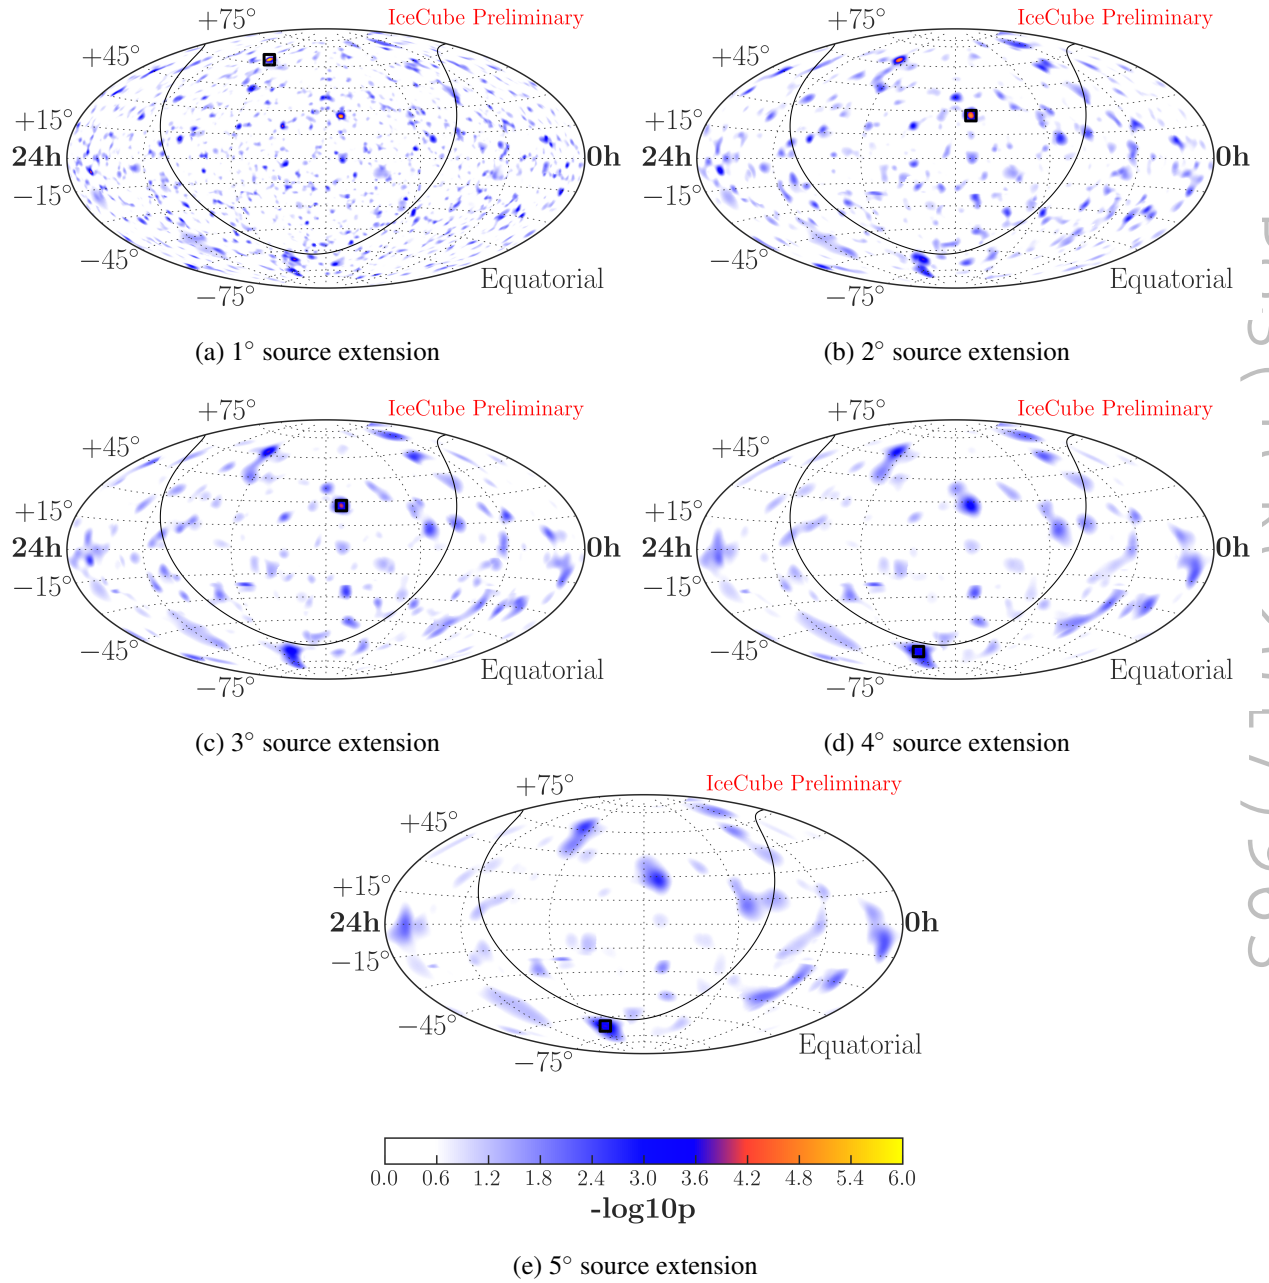 +75° IceCube Preliminary
+45°
+15°
24h 0h
−15°
−45°
Equatorial
−75°
(a) 1° source extension
+75° IceCube Preliminary
+45°
+15°
24h 0h
−15°
−45°
Equatorial
−75°
(b) 2° source extension
+75° IceCube Preliminary
+45°
+15°
24h 0h
−15°
−45°
Equatorial
−75°
(c) 3° source extension
+75° IceCube Preliminary
+45°
+15°
24h 0h
−15°
−45°
Equatorial
−75°
(d) 4° source extension
+75° IceCube Preliminary
+45°
+15°
24h 0h
−15°
−45°
Equatorial
−75°
0.0 0.6 1.2 1.8 2.4 3.0 3.6 4.2 4.8 5.4 6.0
-log10p
(e) 5° source extension